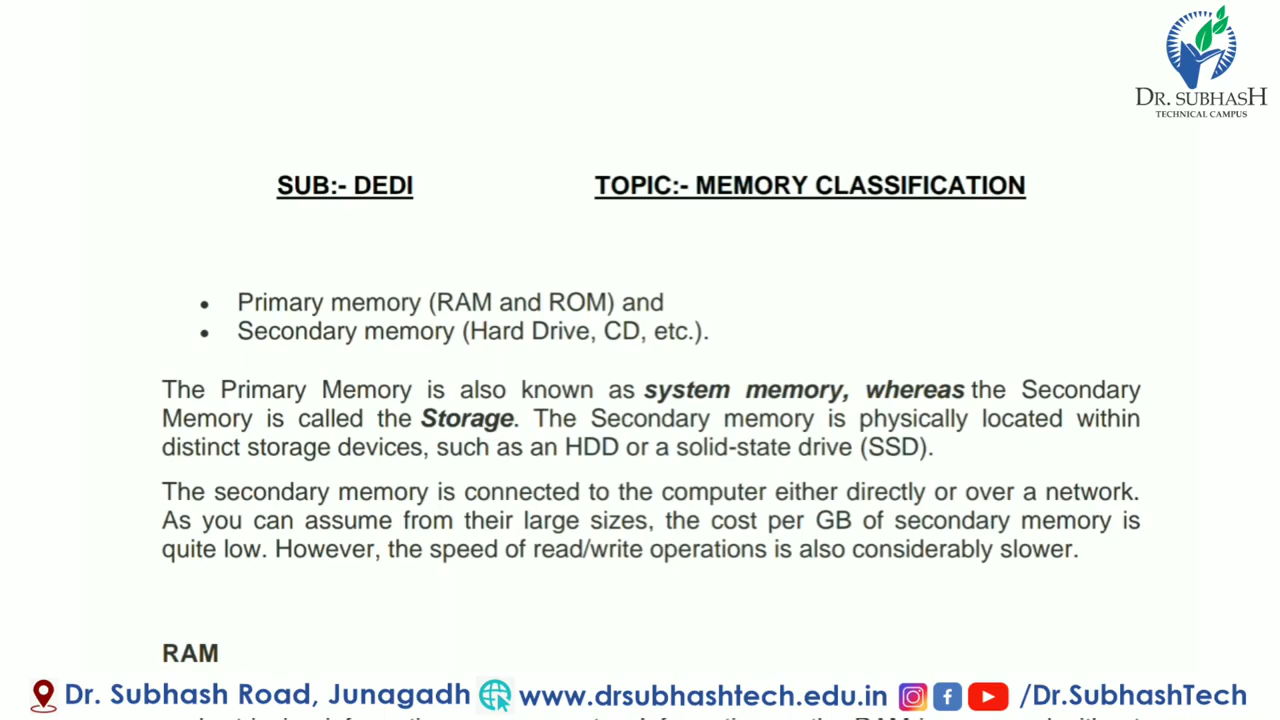 DR. SUBHASH
TECHNICAL CAMPUS
SUB:- DEDI TOPIC:- MEMORY CLASSIFICATION
• Primary memory (RAM and ROM) and
• Secondary memory (Hard Drive, CD, etc.).
The Primary Memory is also known as system memory, whereas the Secondary
Memory is called the Storage. The Secondary memory is physically located within
distinct storage devices, such as an HDD or a solid-state drive (SSD).
The secondary memory is connected to the computer either directly or over a network.
As you can assume from their large sizes, the cost per GB of secondary memory is
quite low. However, the speed of read/write operations is also considerably slower.
RAM
Dr. Subhash Road, Junagadh www.drsubhashtech.edu.in /Dr.SubhashTech